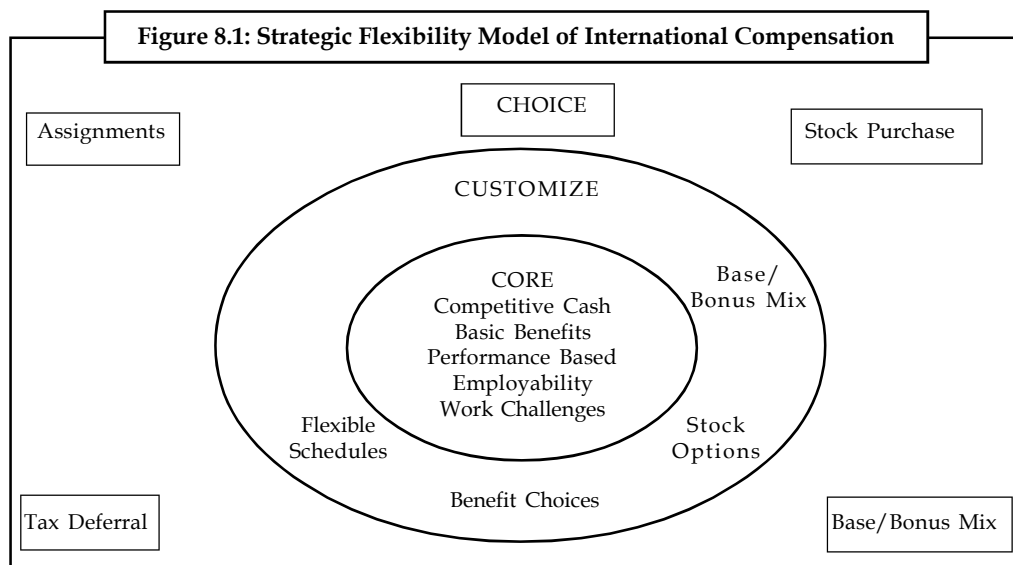 Figure 8.1: Strategic Flexibility Model of International Compensation
CHOICE
Assignments
Stock Purchase
CUSTOMIZE
Base/
Bonus Mix
CORE
Competitive Cash
Basic Benefits
Performance Based
Employability
Work Challenges
Flexible
Schedules
Stock
Options
Benefit Choices
Tax Deferral
Base/Bonus Mix